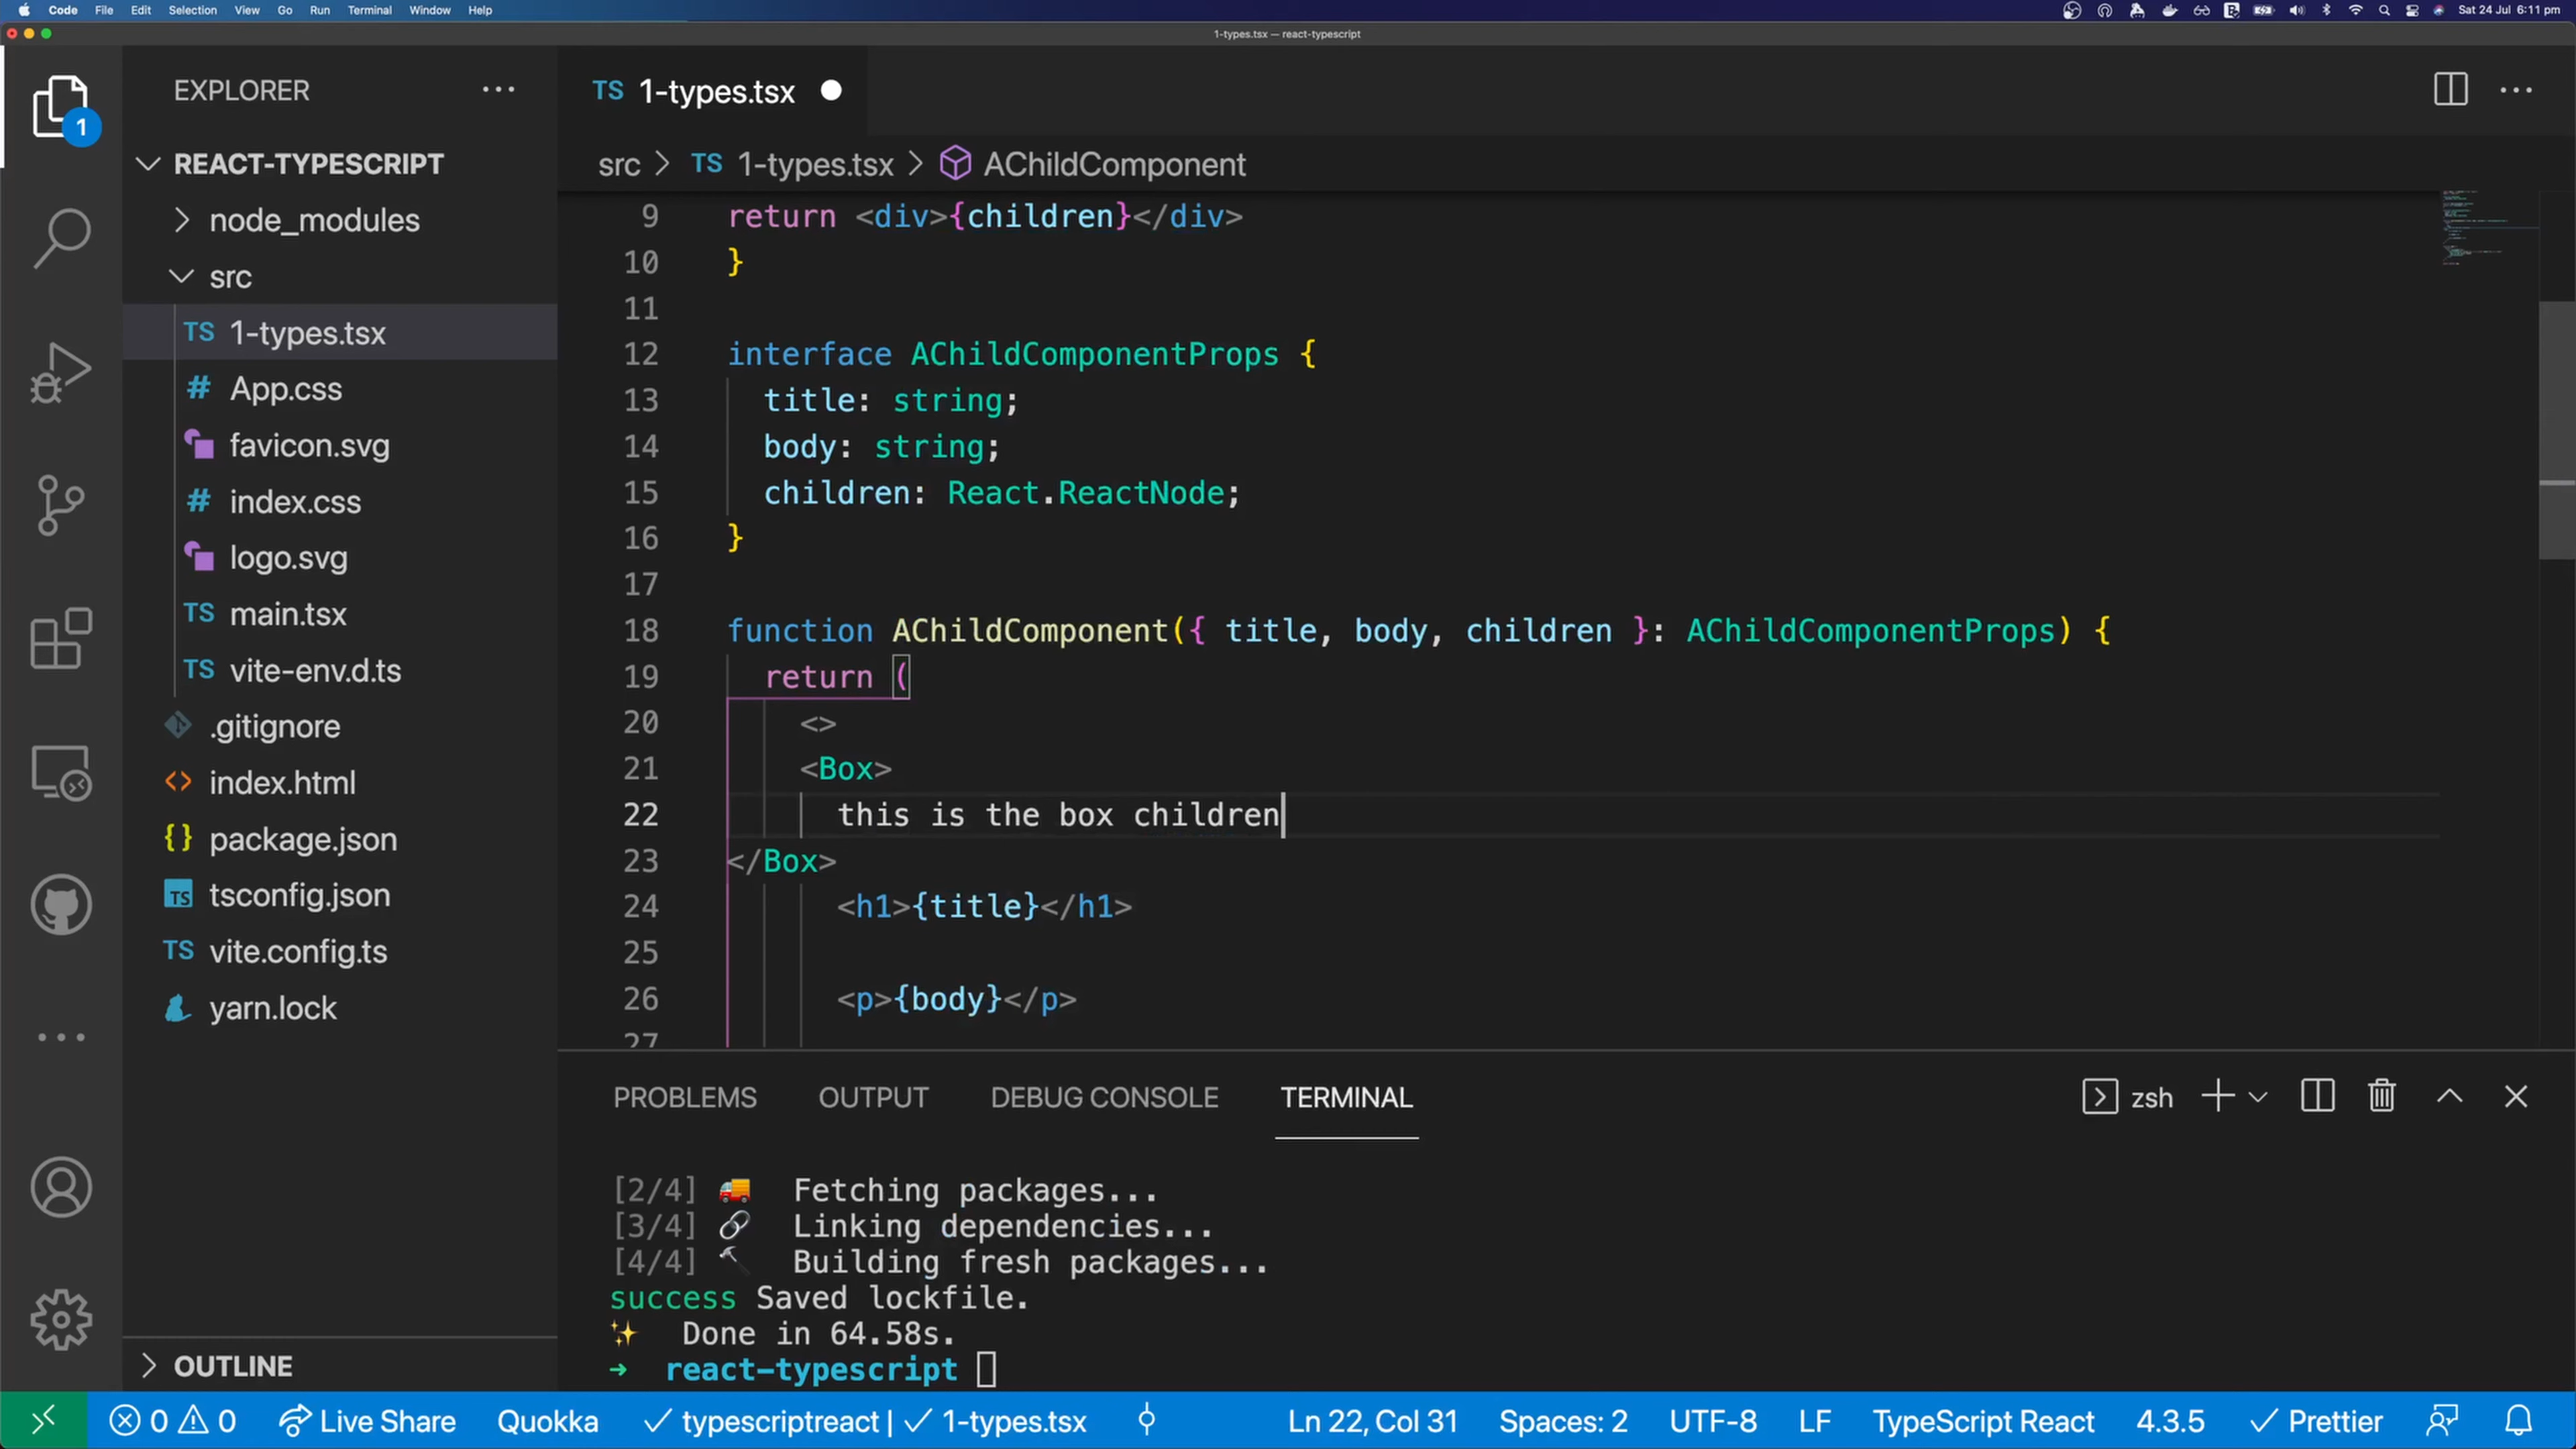 Code File Edit Selection View Go Run Terminal Window Help Sat 24 Jul 6:11 pm
1-types.tsx — react-typescript
EXPLORER
1
REACT-TYPESCRIPT
node_modules
src
TS 1-types.tsx
# App.css
favicon.svg
# index.css
logo.svg
TS main.tsx
TS vite-env.d.ts
.gitignore
<> index.html
{} package.json
TS tsconfig.json
TS vite.config.ts
yarn.lock
OUTLINE
TS 1-types.tsx
src > TS 1-types.tsx > AChildComponent
9 return <div>{children}</div>
10 }
11
12 interface AChildComponentProps {
13 title: string;
14 body: string;
15 children: React.ReactNode;
16 }
17
18 function AChildComponent({ title, body, children }: AChildComponentProps) {
19 return (
20 <>
21 <Box>
22 this is the box children
23 </Box>
24 <h1>{title}</h1>
25
26 <p>{body}</p>
27
PROBLEMS OUTPUT DEBUG CONSOLE TERMINAL zsh
[2/4] 🚚 Fetching packages...
[3/4] 🔗 Linking dependencies...
[4/4] 🔨 Building fresh packages...
success Saved lockfile.
✨ Done in 64.58s.
→ react-typescript
0 0 Live Share Quokka ✓ typescriptreact | ✓ 1-types.tsx Ln 22, Col 31 Spaces: 2 UTF-8 LF TypeScript React 4.3.5 ✓ Prettier